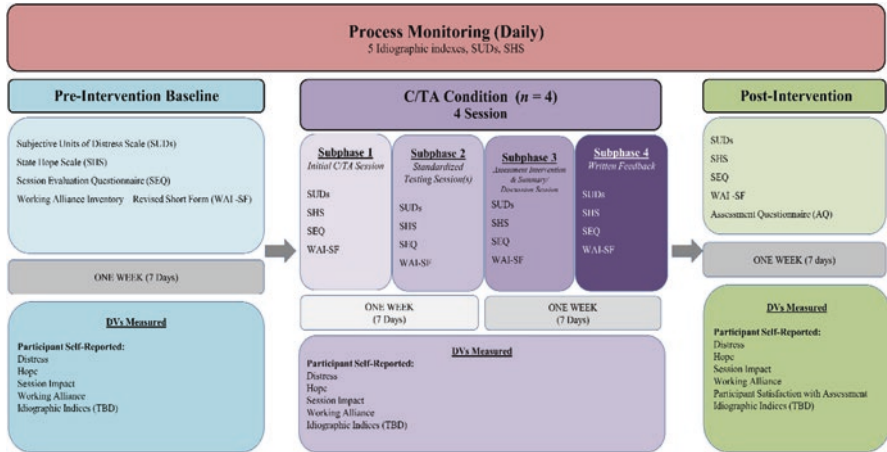 Process Monitoring (Daily)
5 Idiographic indexes, SUDs, SHS
Pre-Intervention Baseline
Subjective Units of Distress Scale (SUDs)
State Hope Scale (SHS)
Session Evaluation Questionnaire (SEQ)
Working Alliance Inventory Revised Short Form (WAI -SF)
ONE WEEK (7 Days)
DVs Measured
Participant Self-Reported:
Distress
Hope
Session Impact
Working Alliance
Idiographic Indices (TBD)
C/TA Condition (n = 4)
4 Session
Subphase 1
Initial C/TA Session
SUDs
SHS
SEQ
WAI-SF
Subphase 2
Standardized
Testing Session(s)
SUDs
SHS
SEQ
WAI-SF
Subphase 3
Assessment Intervention
& Summary/
Discussion Session
SUDs
SHS
SEQ
WAI-SF
Subphase 4
Written Feedback
SUDs
SHS
SEQ
WAI-SF
ONE WEEK
(7 Days)
ONE WEEK
(7 Days)
DVs Measured
Participant Self-Reported:
Distress
Hope
Session Impact
Working Alliance
Idiographic Indices (TBD)
Post-Intervention
SUDs
SHS
SEQ
WAI -SF
Assessment Questionnaire (AQ)
ONE WEEK (7 days)
DVs Measured
Participant Self-Reported:
Distress
Hope
Session Impact
Working Alliance
Participant Satisfaction with Assessment
Idiographic Indices (TBD)